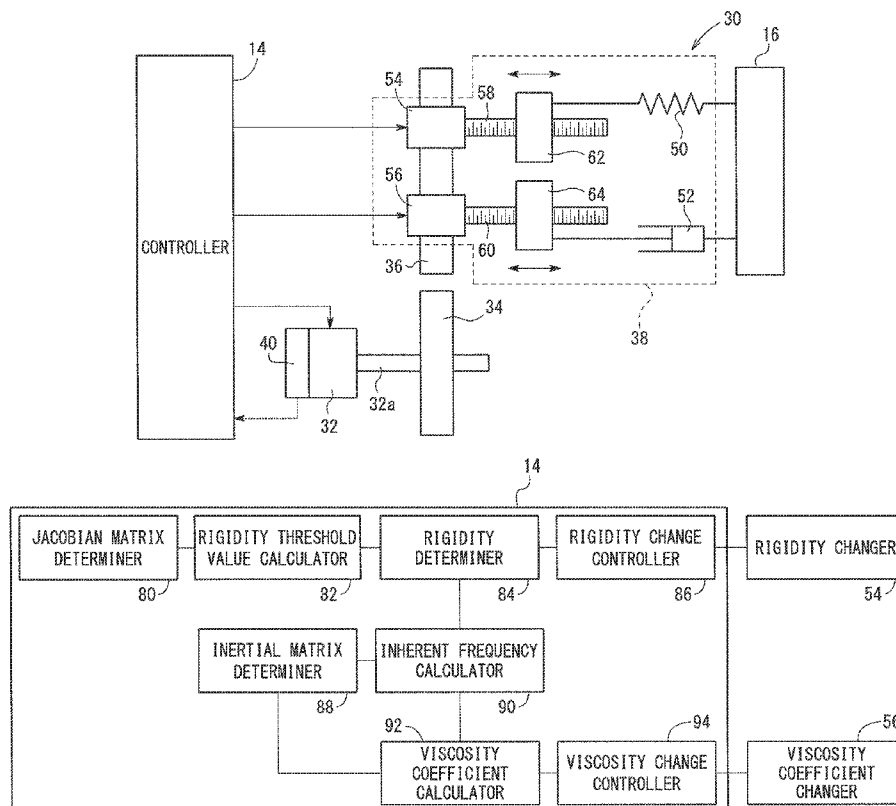 30
14
16
54
58
50
62
56
64
52
CONTROLLER
60
36
34
38
40
32a
32
14
JACOBIAN MATRIX
DETERMINER
80
RIGIDITY THRESHOLD
VALUE CALCULATOR
82
RIGIDITY
DETERMINER
84
RIGIDITY CHANGE
CONTROLLER
86
RIGIDITY CHANGER
54
INERTIAL MATRIX
DETERMINER
88
INHERENT FREQUENCY
CALCULATOR
90
92
VISCOSITY
COEFFICIENT
CALCULATOR
94
VISCOSITY CHANGE
CONTROLLER
56
VISCOSITY
COEFFICIENT
CHANGER